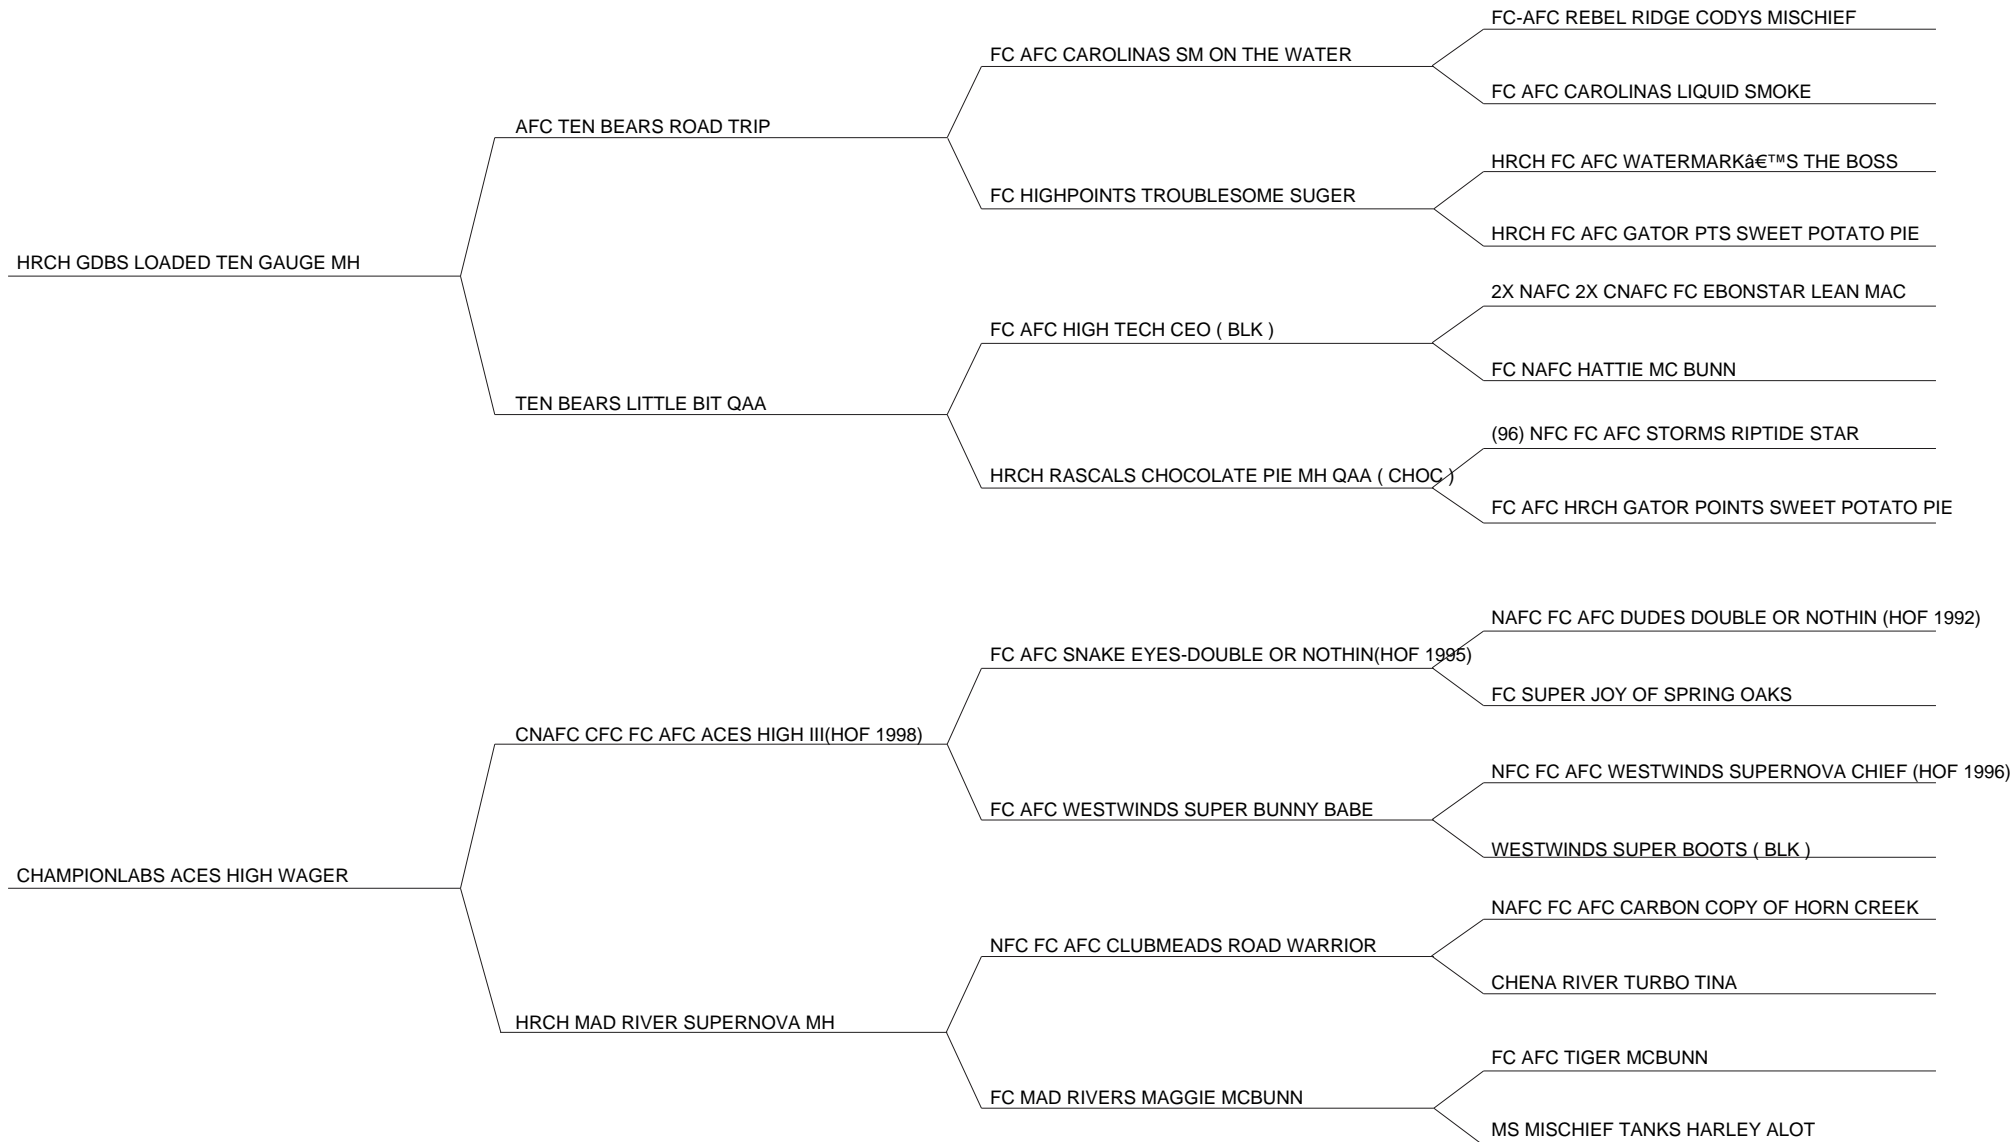 FC-AFC REBEL RIDGE CODYS MISCHIEF
FC AFC CAROLINAS SM ON THE WATER
FC AFC CAROLINAS LIQUID SMOKE
AFC TEN BEARS ROAD TRIP
HRCH FC AFC WATERMARKâ€™S THE BOSS
FC HIGHPOINTS TROUBLESOME SUGER
HRCH FC AFC GATOR PTS SWEET POTATO PIE
HRCH GDBS LOADED TEN GAUGE MH
2X NAFC 2X CNAFC FC EBONSTAR LEAN MAC
FC AFC HIGH TECH CEO ( BLK )
FC NAFC HATTIE MC BUNN
TEN BEARS LITTLE BIT QAA
(96) NFC FC AFC STORMS RIPTIDE STAR
HRCH RASCALS CHOCOLATE PIE MH QAA ( CHOC )
FC AFC HRCH GATOR POINTS SWEET POTATO PIE
NAFC FC AFC DUDES DOUBLE OR NOTHIN (HOF 1992)
FC AFC SNAKE EYES-DOUBLE OR NOTHIN(HOF 1995)
FC SUPER JOY OF SPRING OAKS
CNAFC CFC FC AFC ACES HIGH III(HOF 1998)
NFC FC AFC WESTWINDS SUPERNOVA CHIEF (HOF 1996)
FC AFC WESTWINDS SUPER BUNNY BABE
WESTWINDS SUPER BOOTS ( BLK )
CHAMPIONLABS ACES HIGH WAGER
NAFC FC AFC CARBON COPY OF HORN CREEK
NFC FC AFC CLUBMEADS ROAD WARRIOR
CHENA RIVER TURBO TINA
HRCH MAD RIVER SUPERNOVA MH
FC AFC TIGER MCBUNN
FC MAD RIVERS MAGGIE MCBUNN
MS MISCHIEF TANKS HARLEY ALOT